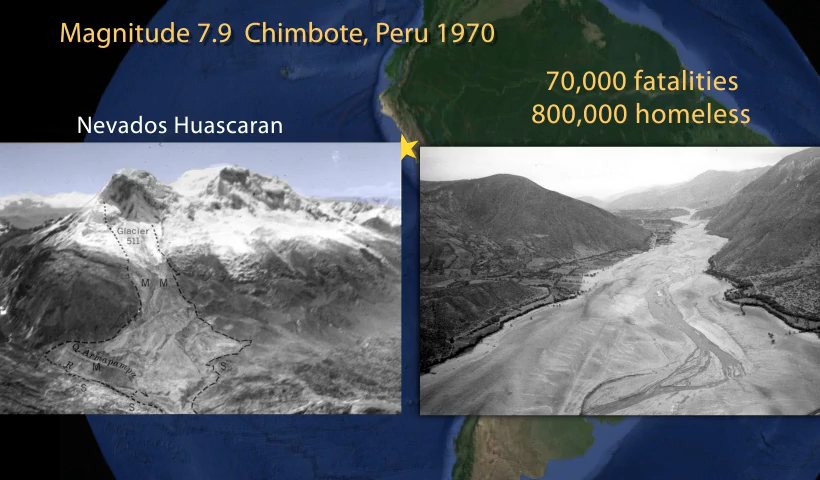 Magnitude 7.9 Chimbote, Peru 1970
70,000 fatalities
800,000 homeless
Nevados Huascaran
Glacier
511
M M
M
S
S
S